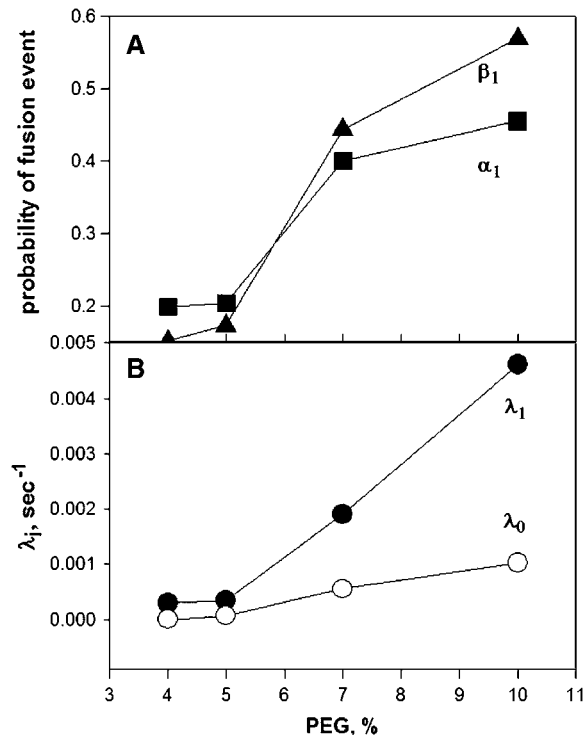 A
probability of fusion event
0.6
0.5
0.4
0.3
0.2
β1
α1
B
λi, sec-1
0.005
0.004
0.003
0.002
0.001
0.000
λ1
λ0
3 4 5 6 7 8 9 10 11
PEG, %